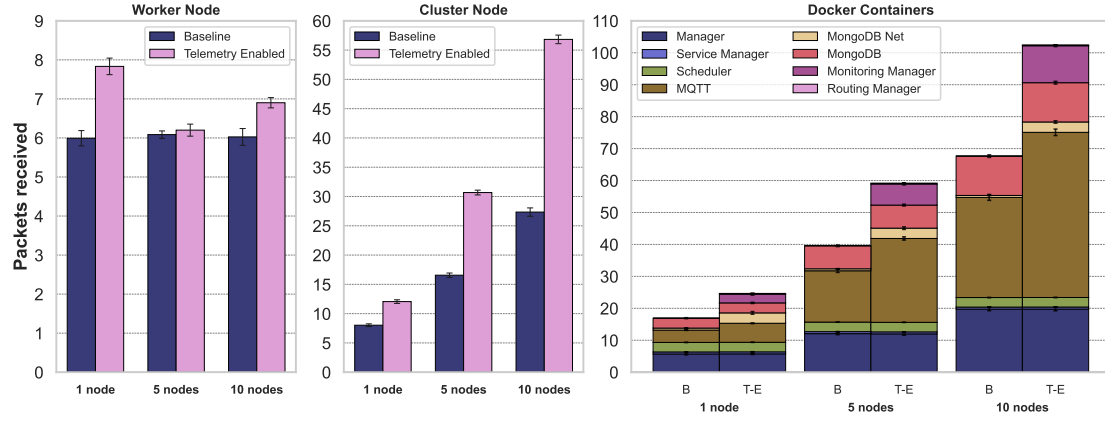 Worker Node
Packets received
9
8
7
6
5
4
3
2
1
0
Baseline
Telemetry Enabled
1 node
5 nodes
10 nodes
Cluster Node
60
55
50
45
40
35
30
25
20
15
10
5
0
Baseline
Telemetry Enabled
1 node
5 nodes
10 nodes
Docker Containers
110
100
90
80
70
60
50
40
30
20
10
0
Manager
Service Manager
Scheduler
MQTT
MongoDB Net
MongoDB
Monitoring Manager
Routing Manager
B T-E B T-E B T-E
1 node 5 nodes 10 nodes